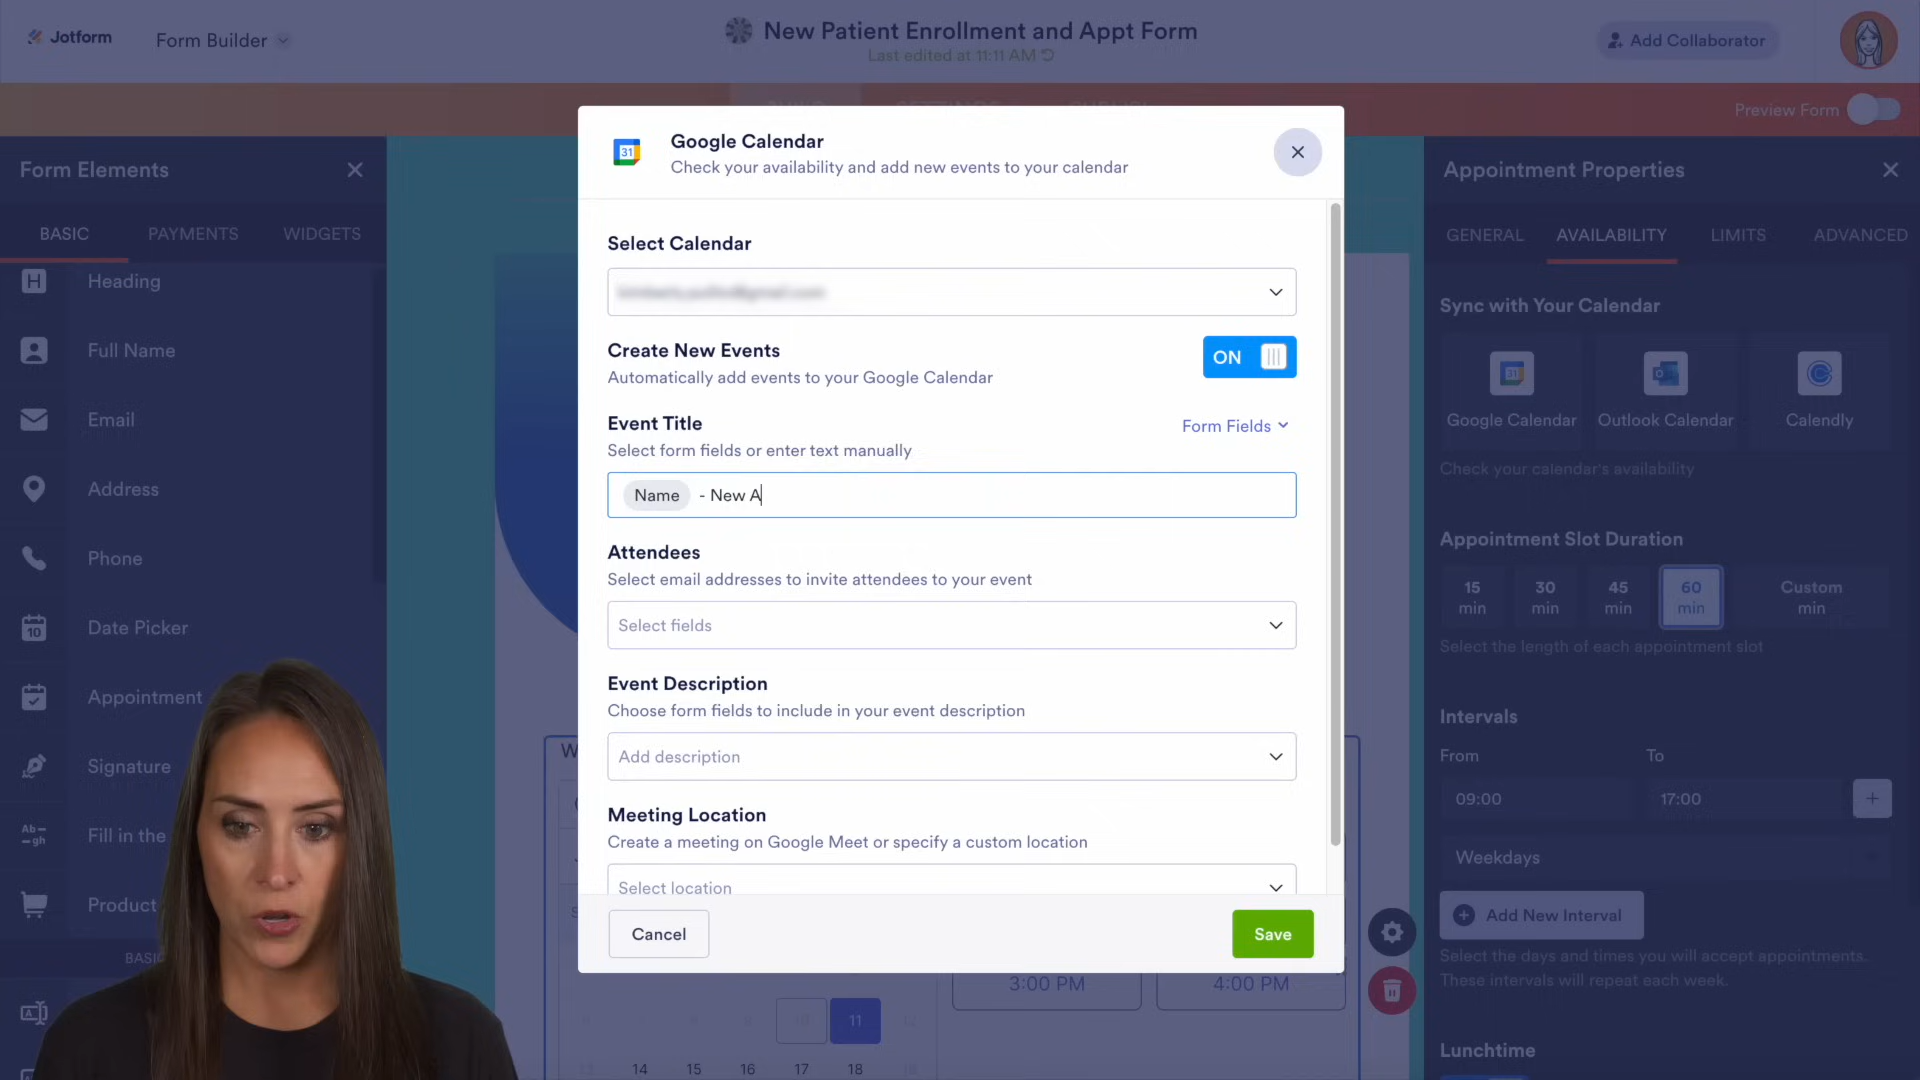 Jotform
Form Builder
New Patient Enrollment and Appt Form
Last edited at 11:11 AM
Add Collaborator
Preview Form
Form Elements
BASIC
PAYMENTS
WIDGETS
Heading
Full Name
Email
Address
Phone
Date Picker
Appointment
Signature
Fill in the
Product
BASIC
Google Calendar
Check your availability and add new events to your calendar
Select Calendar
Create New Events
ON
Automatically add events to your Google Calendar
Event Title
Form Fields
Select form fields or enter text manually
Name - New A
Attendees
Select email addresses to invite attendees to your event
Select fields
Event Description
Choose form fields to include in your event description
Add description
Meeting Location
Create a meeting on Google Meet or specify a custom location
Select location
Cancel
Save
3:00 PM
4:00 PM
10
11
12
14
15
16
17
18
Appointment Properties
GENERAL
AVAILABILITY
LIMITS
ADVANCED
Sync with Your Calendar
Google Calendar
Outlook Calendar
Calendly
Check your calendar's availability
Appointment Slot Duration
15 min
30 min
45 min
60 min
Custom min
Select the length of each appointment slot
Intervals
From
To
09:00
17:00
Weekdays
Add New Interval
Select the days and times you will accept appointments.
These intervals will repeat each week.
Lunchtime